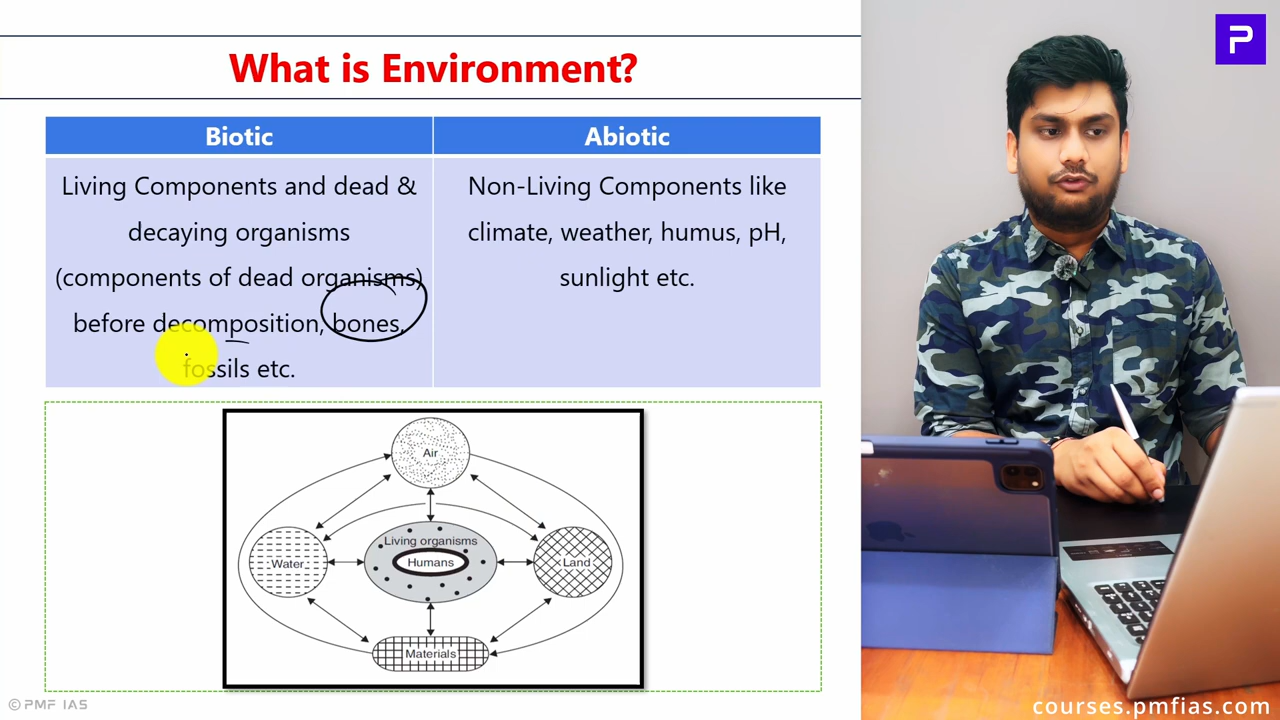 What is Environment?
Biotic
Abiotic
Living Components and dead &
decaying organisms
(components of dead organisms)
before decomposition, bones,
fossils etc.
Non-Living Components like
climate, weather, humus, pH,
sunlight etc.
Air
Living organisms
Humans
Water
Land
Materials
© PMF IAS
P
courses.pmfias.com